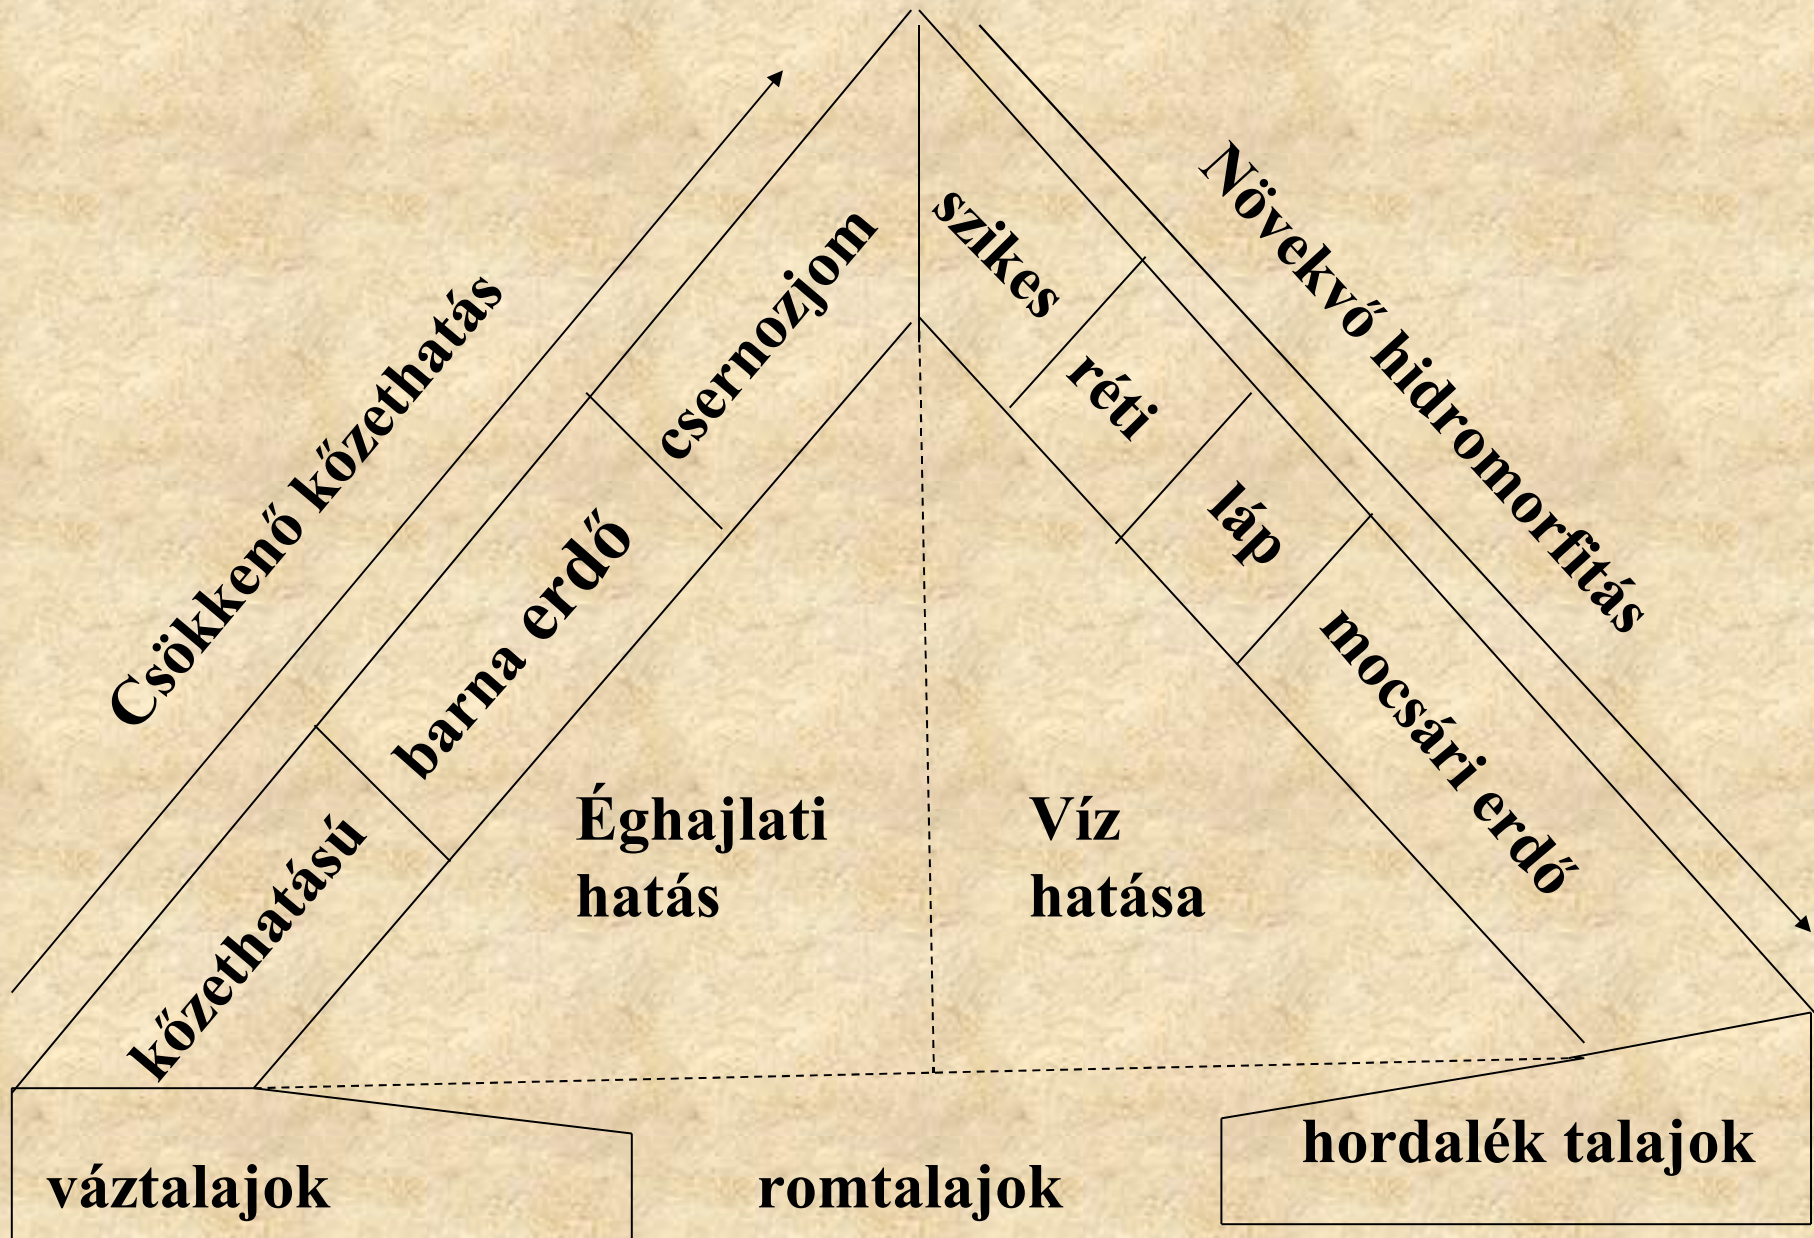 Csökkenő kőzethatás
Növekvő hidromorfitás
csernozjom
barna erdő
kőzethatású
szikes
réti
láp
mocsári erdő
Éghajlati
hatás
Víz
hatása
váztalajok
romtalajok
hordalék talajok